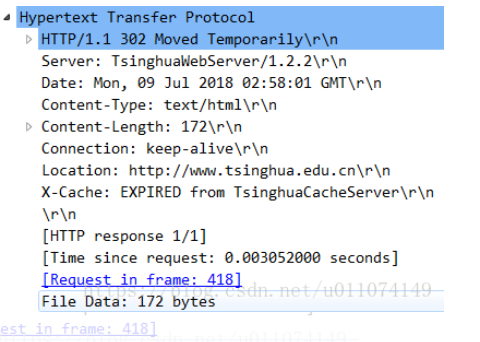 Hypertext Transfer Protocol
HTTP/1.1 302 Moved Temporarily\r\n
Server: TsinghuaWebServer/1.2.2\r\n
Date: Mon, 09 Jul 2018 02:58:01 GMT\r\n
Content-Type: text/html\r\n
Content-Length: 172\r\n
Connection: keep-alive\r\n
Location: http://www.tsinghua.edu.cn\r\n
X-Cache: EXPIRED from TsinghuaCacheServer\r\n
\r\n
[HTTP response 1/1]
[Time since request: 0.003052000 seconds]
[Request in frame: 418]
https://blog.csdn.net/u011074149
File Data: 172 bytes
est in frame: 418]